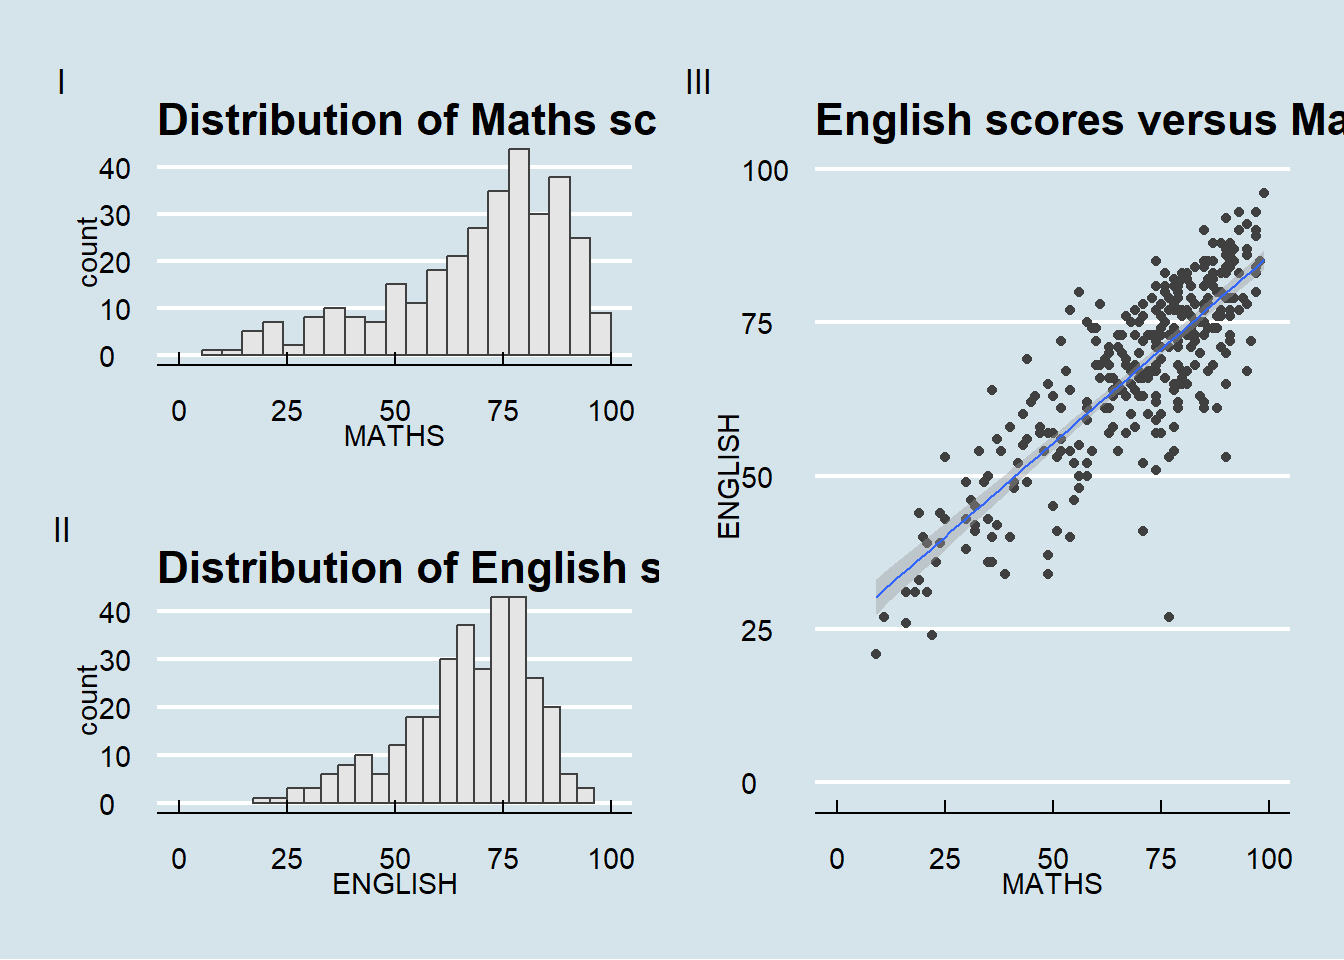 I
Distribution of Maths sc
40
30
20
10
0
count
0 25 50 75 100
MATHS
II
Distribution of English s
40
30
20
10
0
count
0 25 50 75 100
ENGLISH
III
English scores versus Ma
100
75
50
25
0
ENGLISH
0 25 50 75 100
MATHS